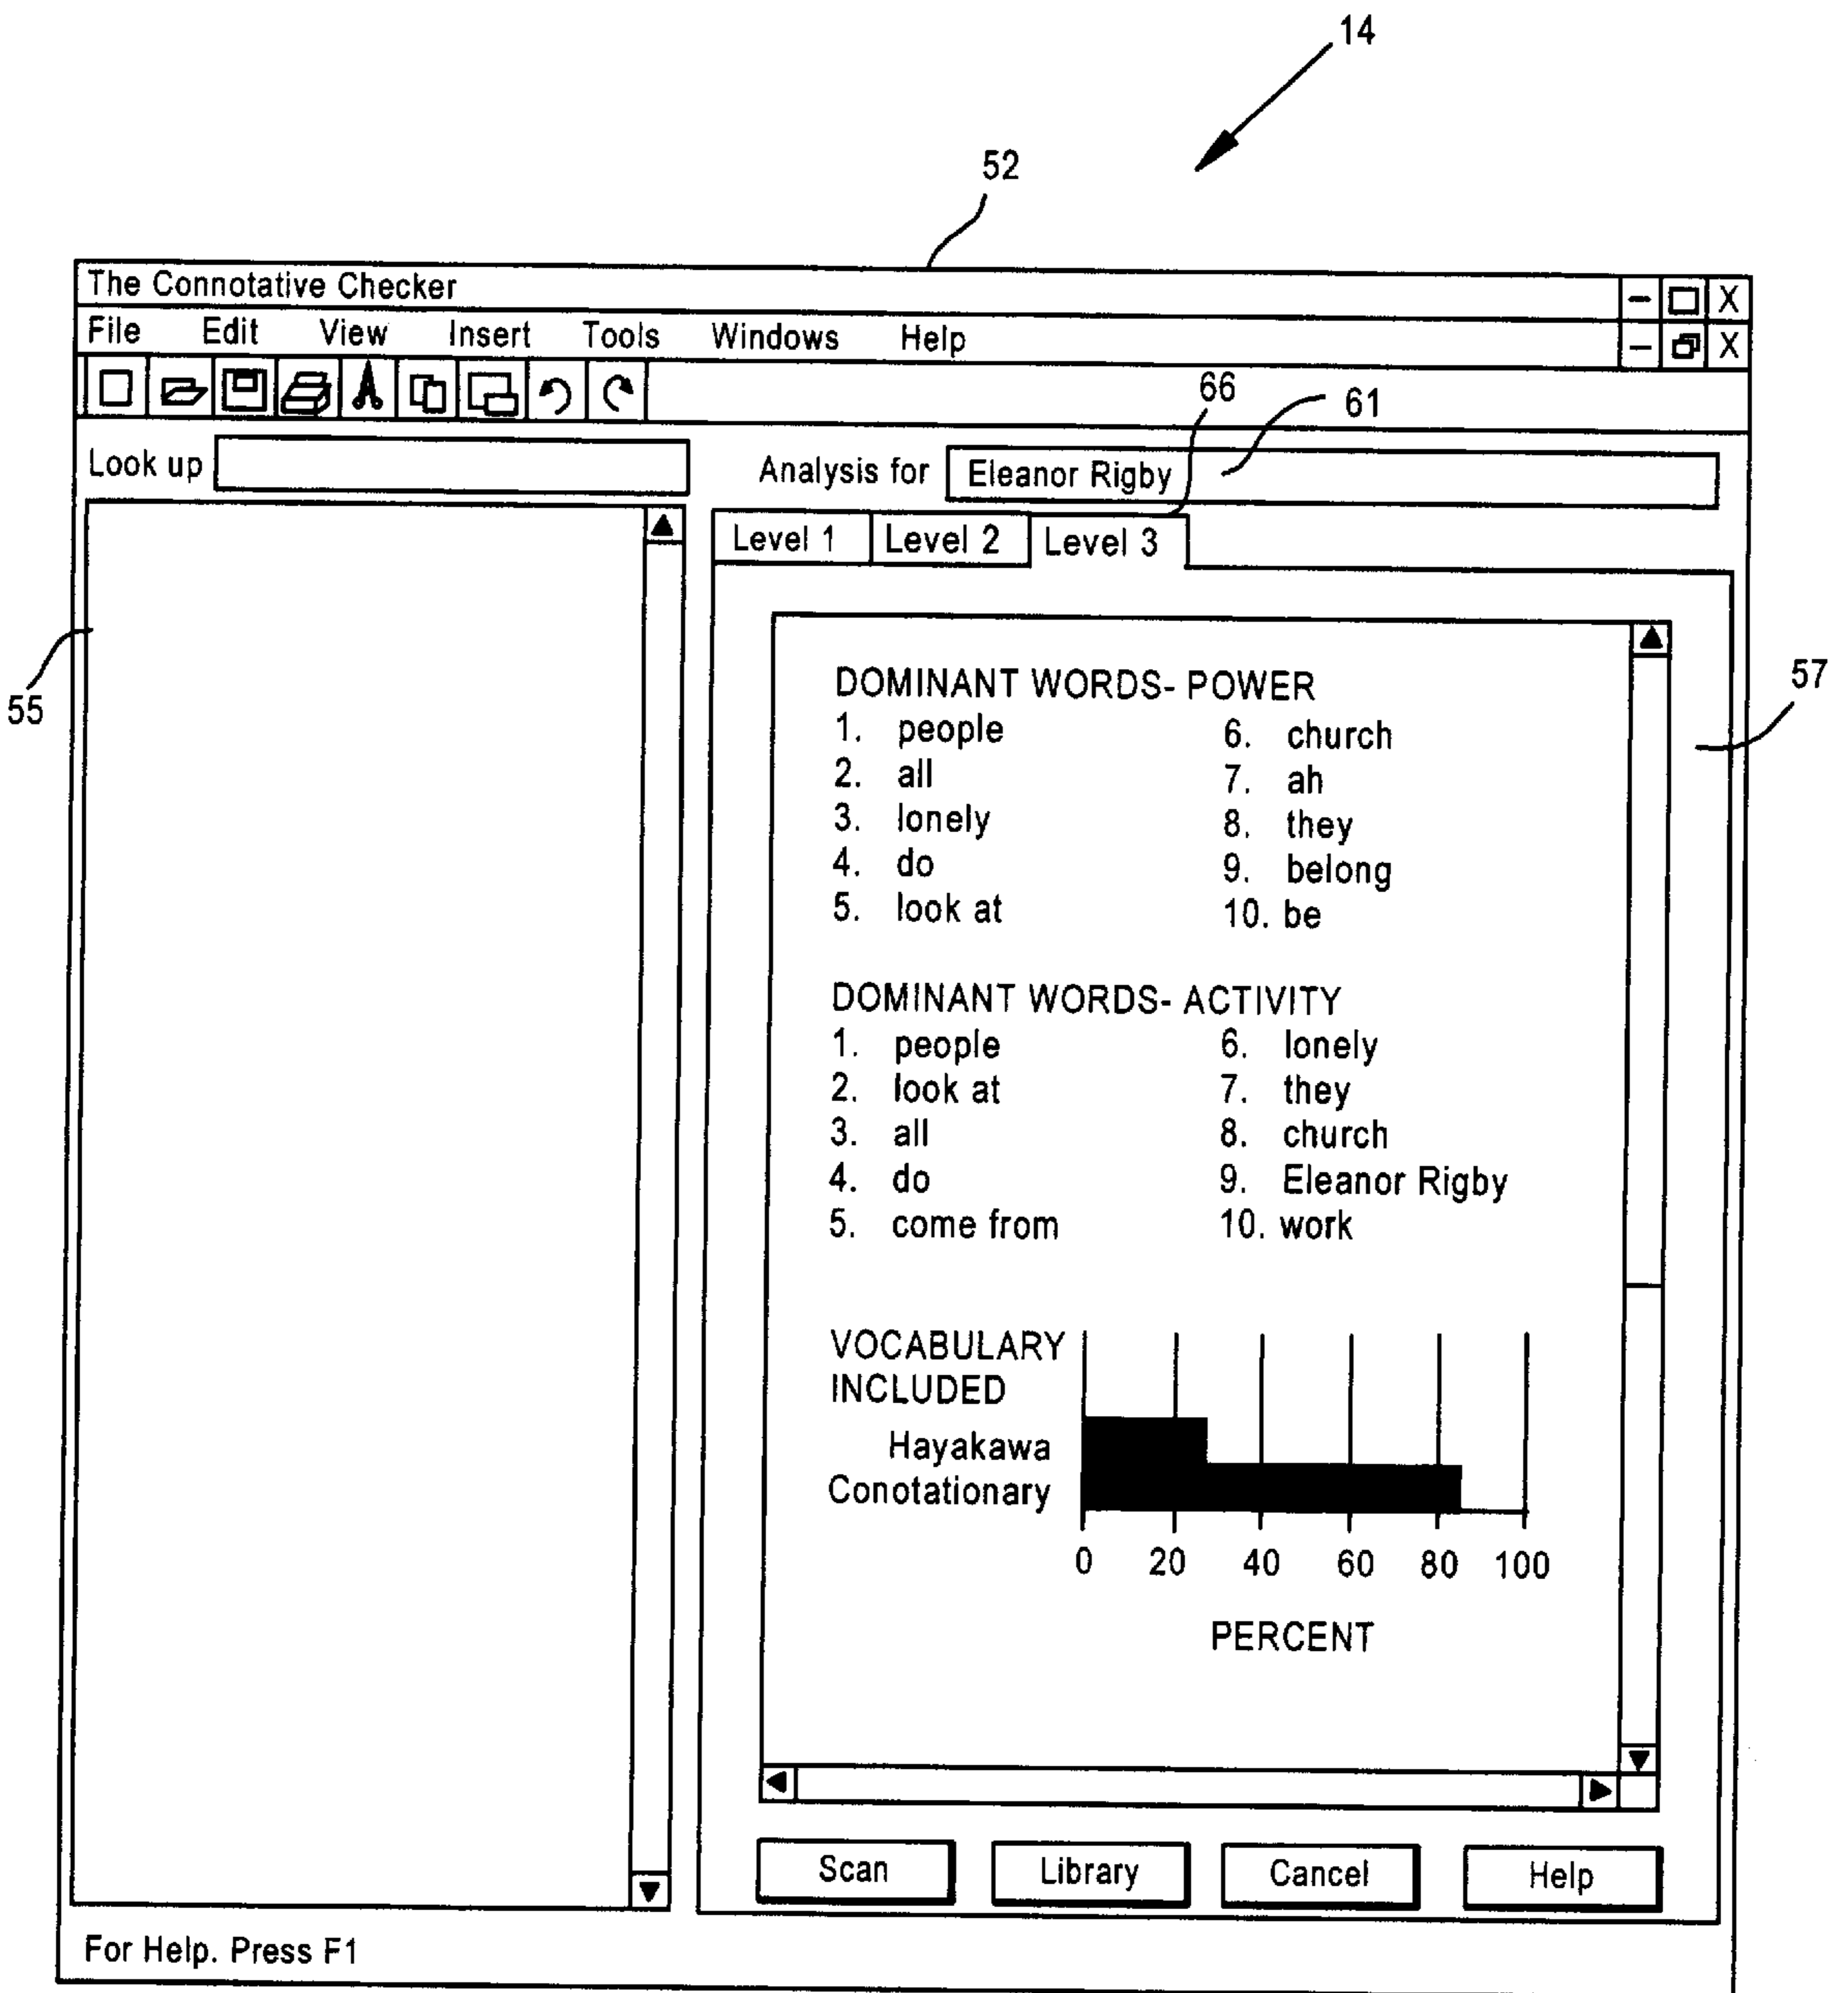 14
52
The Connotative Checker
File Edit View Insert Tools Windows Help
66
61
Look up
Analysis for Eleanor Rigby
Level 1 Level 2 Level 3
55
57
DOMINANT WORDS- POWER
1. people 6. church
2. all 7. ah
3. lonely 8. they
4. do 9. belong
5. look at 10. be
DOMINANT WORDS- ACTIVITY
1. people 6. lonely
2. look at 7. they
3. all 8. church
4. do 9. Eleanor Rigby
5. come from 10. work
VOCABULARY
INCLUDED
Hayakawa
Conotationary
0 20 40 60 80 100
PERCENT
Scan Library Cancel Help
For Help. Press F1